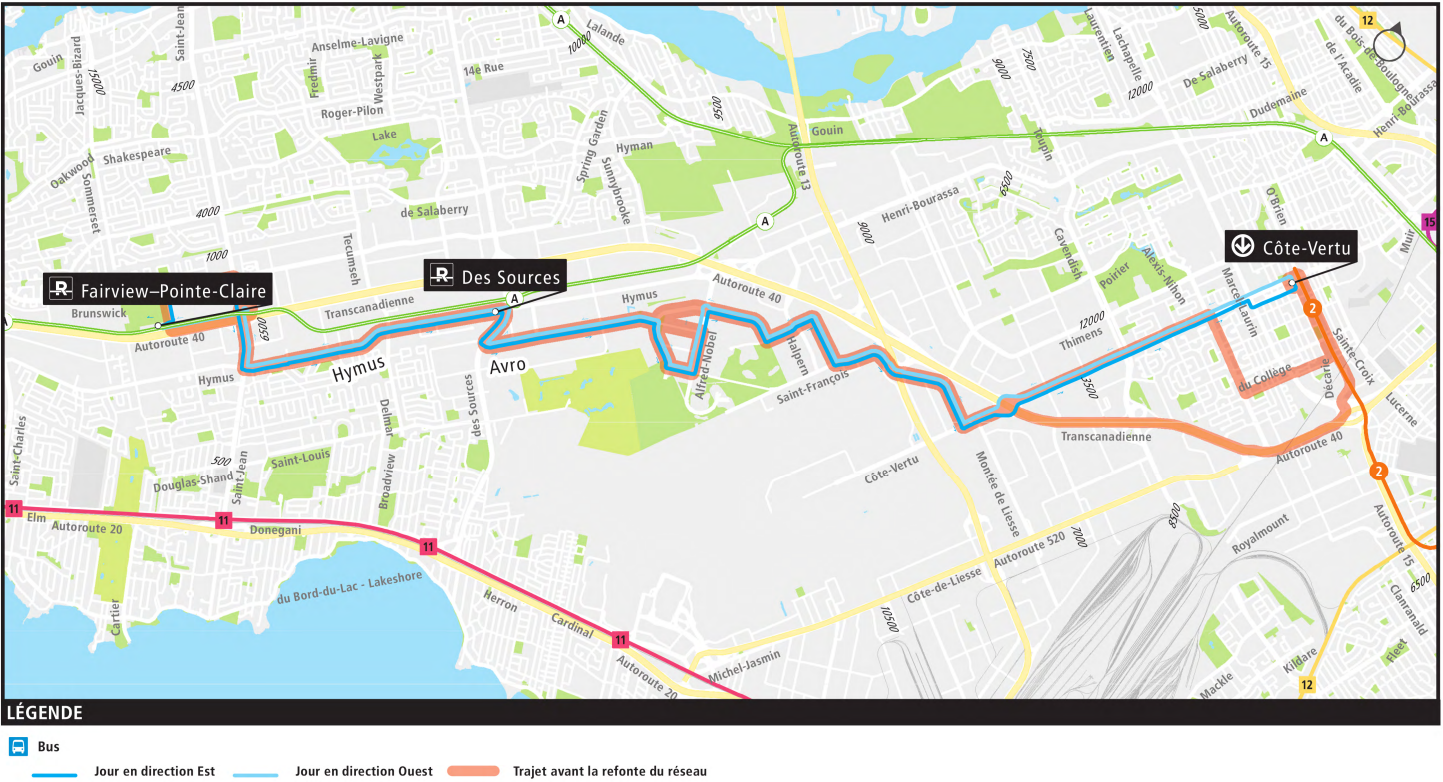 A
Lalande
10000
12
Gouin
Jacques-Bizard
15000
Saint-Jean
4500
Anselme-Lavigne
Fredmir
Westpark
Roger-Pilon
Lake
14e Rue
9500
Autoroute 13
Gouin
9000
7500
Laurentien
Lachapelle
12000
5000
Autoroute 15
De Salaberry
Dudemaine
du Bois-de-Boulogne
de l'Acadie
Henri-Bourassa
A
Toupin
Oakwood
Shakespeare
Sommerset
4000
de Salaberry
Spring Garden
Hyman
Sunnybrooke
A
Henri-Bourassa
6500
9000
O'Brien
15
Muir
1000
Tecumseh
Cavendish
Poirier
Alexis-Nihon
Marcel-Laurin
Côte-Vertu
R
Fairview–Pointe-Claire
R
Des Sources
A
Brunswick
Transcanadienne
Hymus
Autoroute 40
Autoroute 40
0059
12000
Thimens
2
Sainte-Croix
Hymus
Hymus
Avro
Alfred-Nobel
Halpern
Saint-François
3500
du Collège
Décarie
Lucerne
Delmar
des Sources
Transcanadienne
Autoroute 40
Saint-Charles
500
Saint-Louis
Douglas-Shand
Saint-Jean
Broadview
Côte-Vertu
Montée de Liesse
2
11
Elm
Autoroute 20
11
Donegani
11
8500
7000
Royalmount
Autoroute 15
Autoroute 520
Côte-de-Liesse
du Bord-du-Lac - Lakeshore
Cartier
Herron
Cardinal
11
10500
6500
Clanranald
Fleet
Kildare
Mackle
12
Michel-Jasmin
Autoroute 20
LÉGENDE
Bus
Jour en direction Est
Jour en direction Ouest
Trajet avant la refonte du réseau